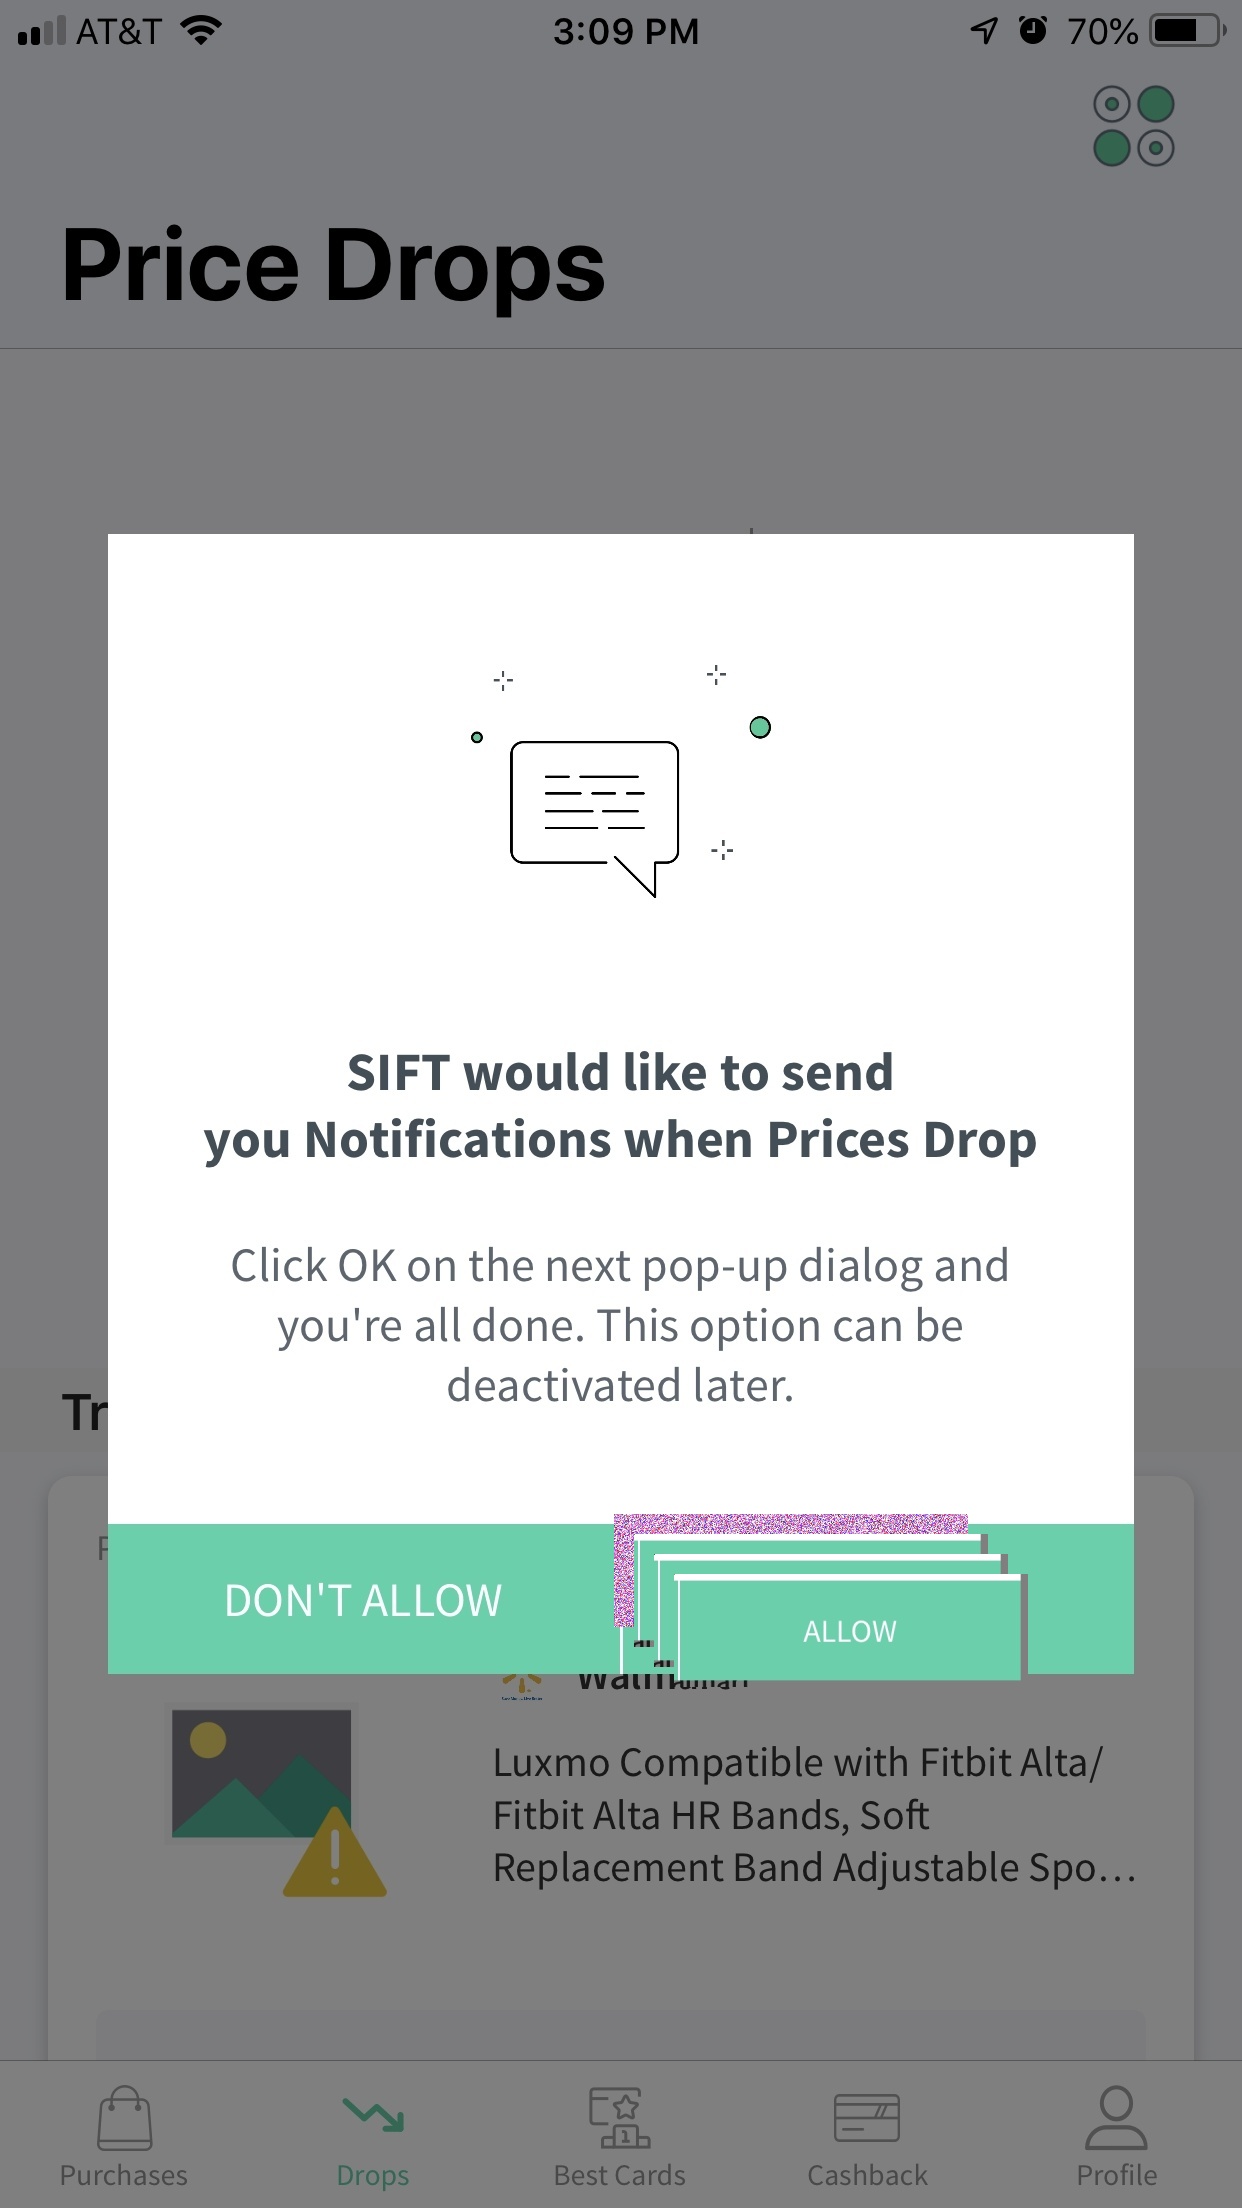 AT&T
3:09 PM
70%
Price Drops
SIFT would like to send
you Notifications when Prices Drop
Click OK on the next pop-up dialog and
you're all done. This option can be
deactivated later.
Tr
DON'T ALLOW
ALLOW
Luxmo Compatible with Fitbit Alta/
Fitbit Alta HR Bands, Soft
Replacement Band Adjustable Spo…
Purchases
Drops
Best Cards
Cashback
Profile